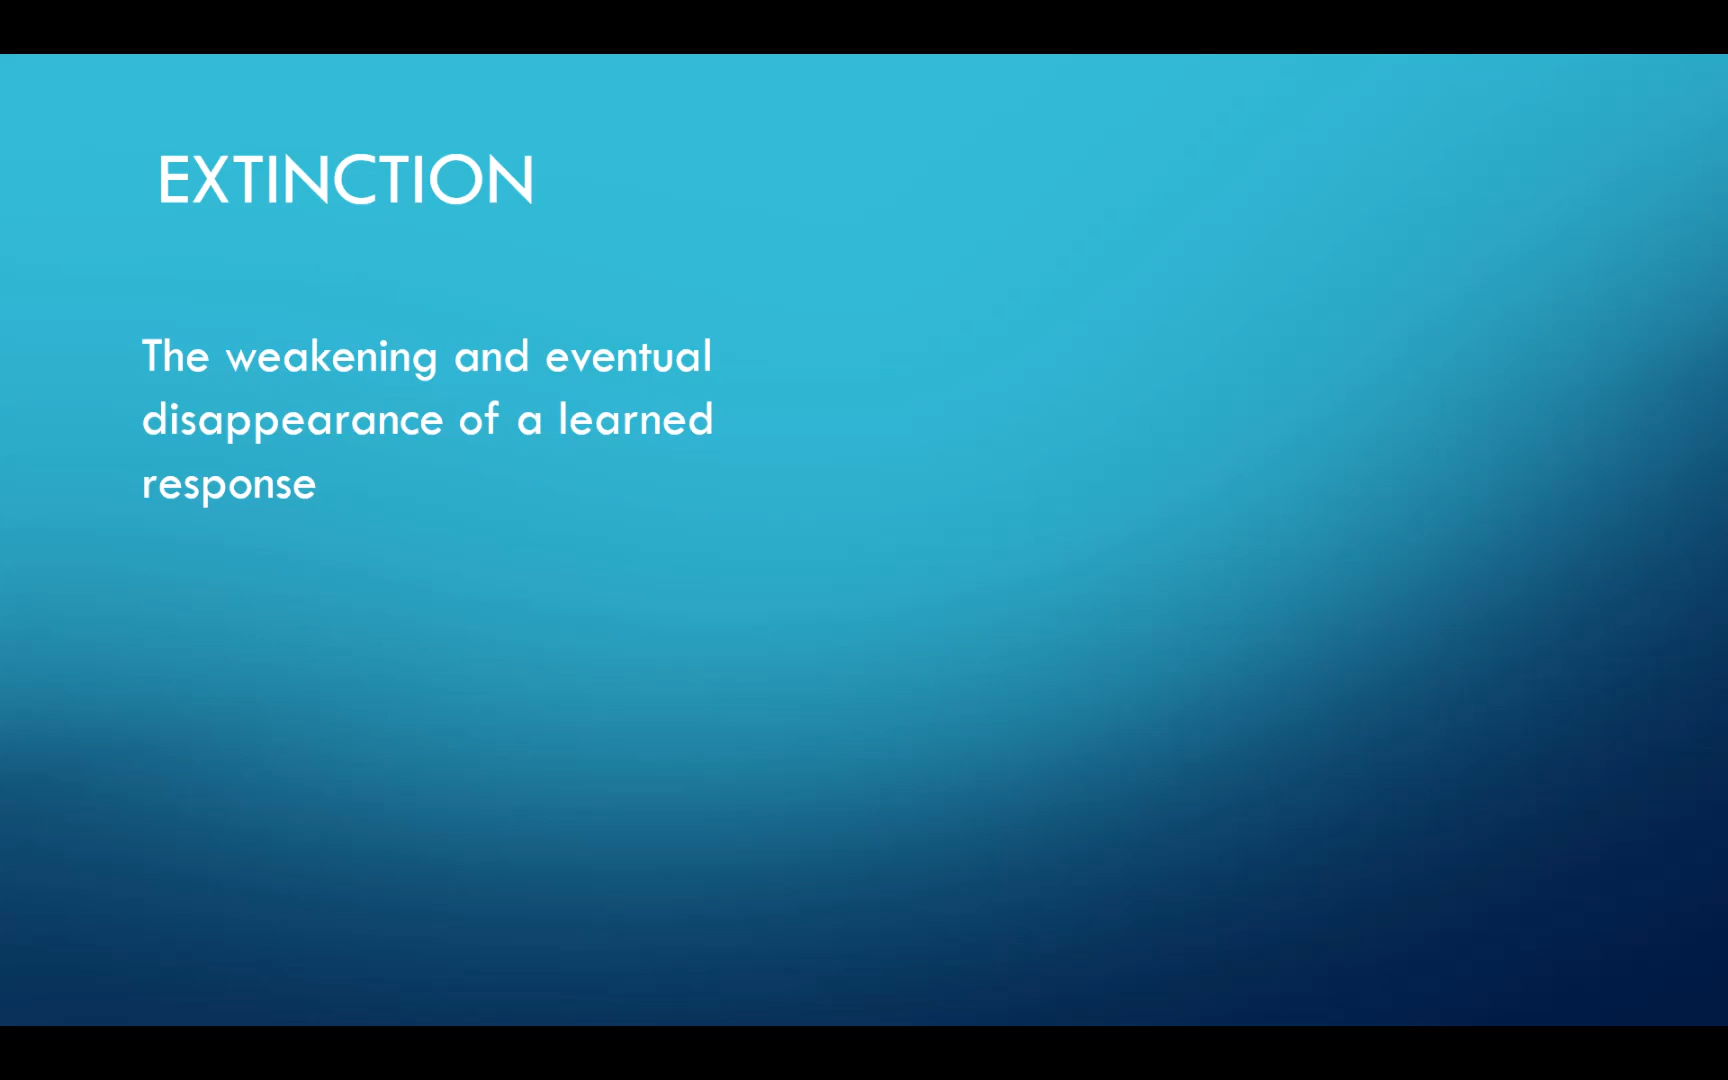 EXTINCTION
The weakening and eventual
disappearance of a learned
response